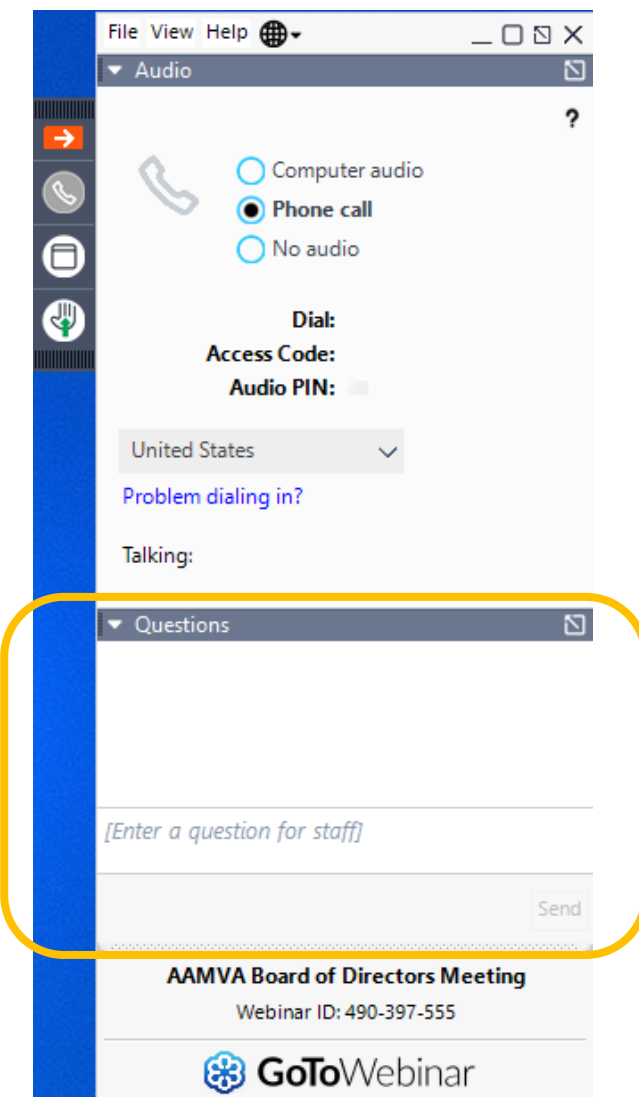 File View Help
Audio
?
Computer audio
Phone call
No audio
Dial:
Access Code:
Audio PIN:
United States
Problem dialing in?
Talking:
Questions
[Enter a question for staff]
Send
AAMVA Board of Directors Meeting
Webinar ID: 490-397-555
GoToWebinar